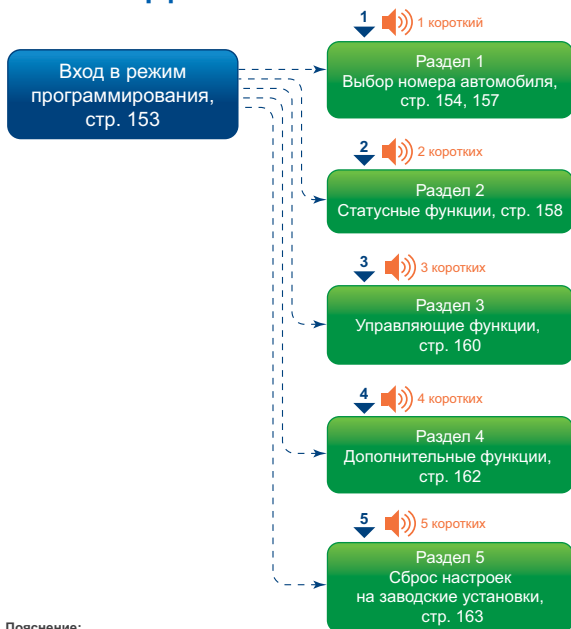 1 1 короткий
Вход в режим
программирования,
стр. 153
Раздел 1
Выбор номера автомобиля,
стр. 154, 157
2 2 коротких
Раздел 2
Статусные функции, стр. 158
3 3 коротких
Раздел 3
Управляющие функции,
стр. 160
4 4 коротких
Раздел 4
Дополнительные функции,
стр. 162
5 5 коротких
Раздел 5
Сброс настроек
на заводские установки,
стр. 163
Пояснение: